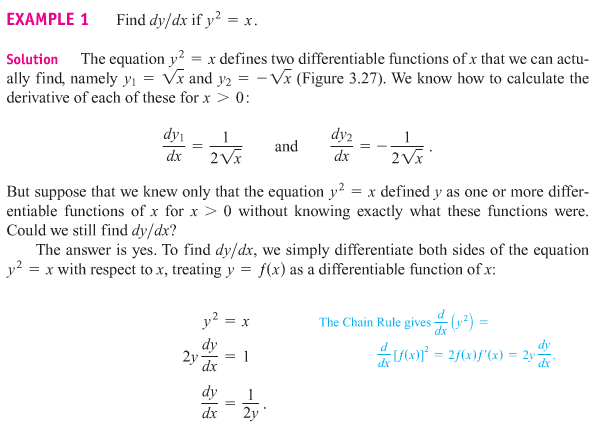 EXAMPLE 1 Find dy/dx if y² = x.
Solution The equation y² = x defines two differentiable functions of x that we can actu-
ally find, namely y₁ = √x and y₂ = −√x (Figure 3.27). We know how to calculate the
derivative of each of these for x > 0:
dy₁/dx = 1/(2√x) and dy₂/dx = −1/(2√x).
But suppose that we knew only that the equation y² = x defined y as one or more differ-
entiable functions of x for x > 0 without knowing exactly what these functions were.
Could we still find dy/dx?
The answer is yes. To find dy/dx, we simply differentiate both sides of the equation
y² = x with respect to x, treating y = f(x) as a differentiable function of x:
y² = x The Chain Rule gives d/dx (y²) =
2y dy/dx = 1 d/dx [f(x)]² = 2f(x)f′(x) = 2y dy/dx.
dy/dx = 1/(2y).